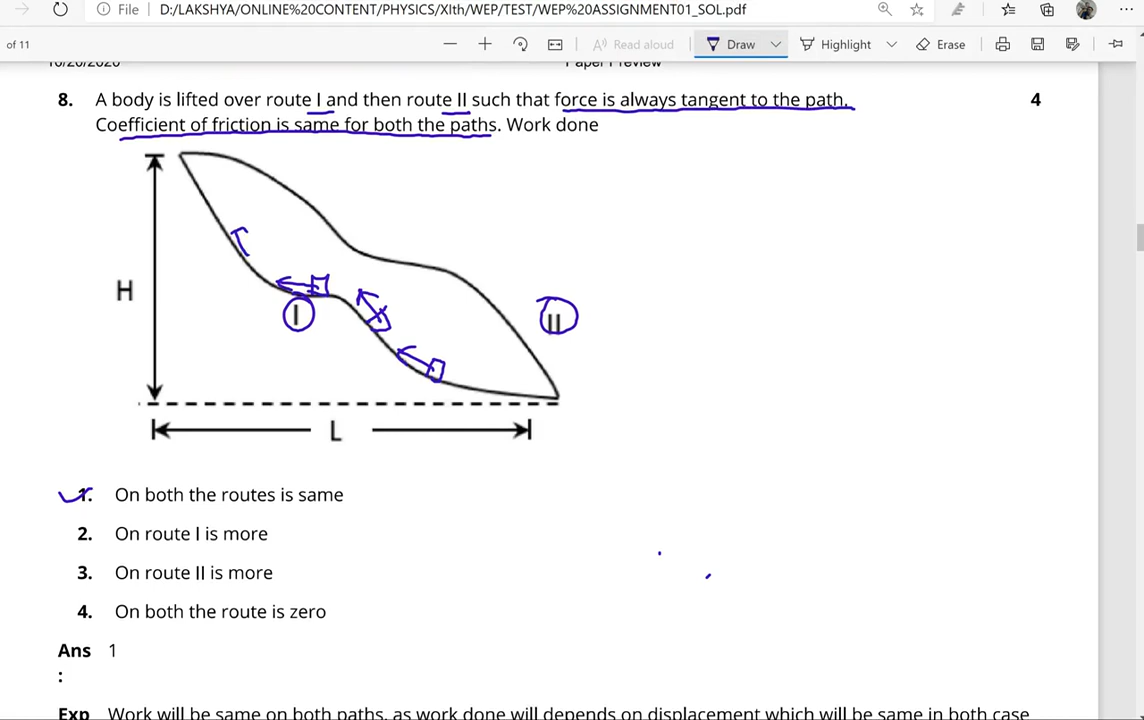 File D:/LAKSHYA/ONLINE%20CONTENT/PHYSICS/XIth/WEP/TEST/WEP%20ASSIGNMENT01_SOL.pdf
of 11 Read aloud Draw Highlight Erase
10/20/2020 Paper Preview
8. A body is lifted over route I and then route II such that force is always tangent to the path. 4
Coefficient of friction is same for both the paths. Work done
H
I
II
L
1. On both the routes is same
2. On route I is more
3. On route II is more
4. On both the route is zero
Ans 1
:
Exp Work will be same on both paths, as work done will depends on displacement which will be same in both case